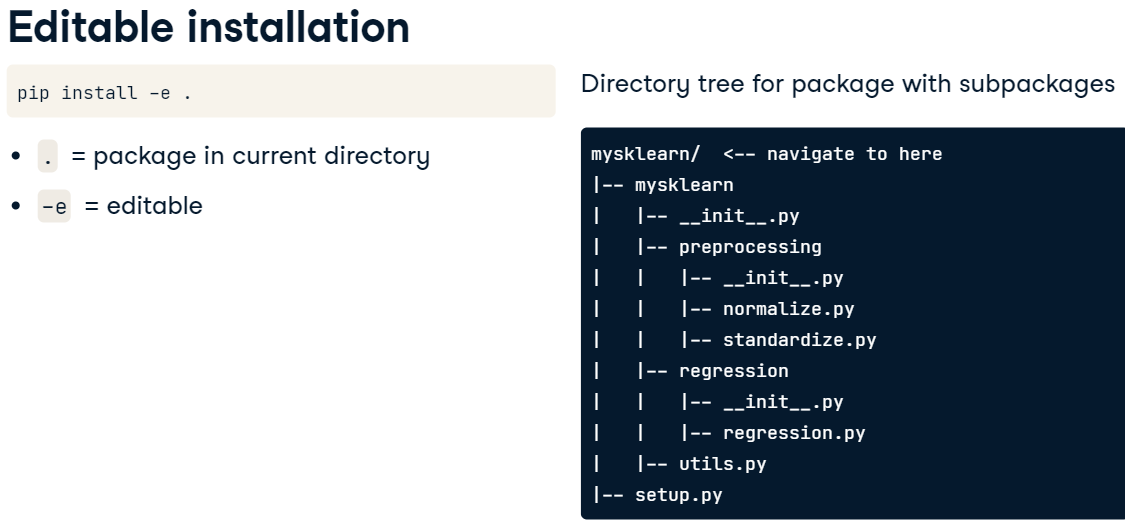 Editable installation
pip install -e .
• . = package in current directory
• -e = editable
Directory tree for package with subpackages
mysklearn/  <-- navigate to here
|-- mysklearn
|   |-- __init__.py
|   |-- preprocessing
|   |   |-- __init__.py
|   |   |-- normalize.py
|   |   |-- standardize.py
|   |-- regression
|   |   |-- __init__.py
|   |   |-- regression.py
|   |-- utils.py
|-- setup.py